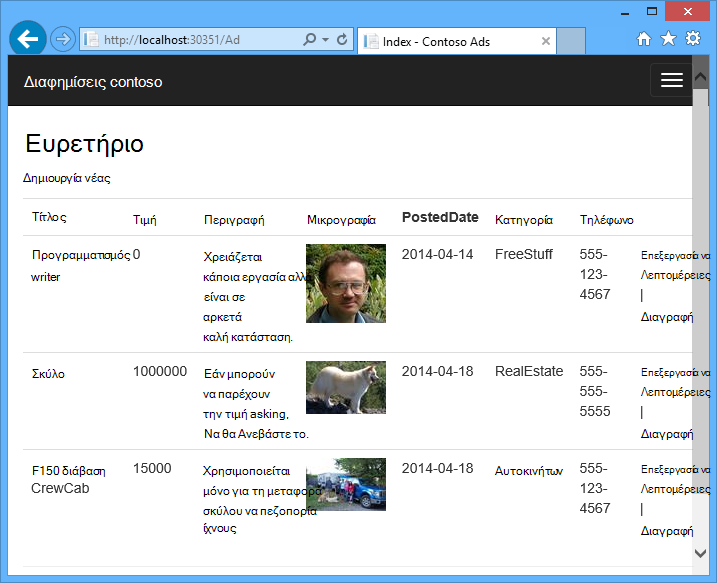 http://localhost:30351/Ad
Index - Contoso Ads
Διαφημίσεις contoso
Ευρετήριο
Δημιουργία νέας
Τίτλος Τιμή Περιγραφή Μικρογραφία PostedDate Κατηγορία Τηλέφωνο
Προγραμματισμός 0 Χρειάζεται 2014-04-14 FreeStuff 555- Επεξεργασία να
writer κάποια εργασία αλλά 123- Λεπτομέρειες
είναι σε 4567 |
αρκετά Διαγραφή
καλή κατάσταση.
Σκύλο 1000000 Εάν μπορούν 2014-04-18 RealEstate 555- Επεξεργασία να
να παρέχουν 555- Λεπτομέρειες
την τιμή asking, 5555 |
Να θα Ανεβάστε το. Διαγραφή
F150 διάβαση 15000 Χρησιμοποιείται 2014-04-18 Αυτοκινήτων 555- Επεξεργασία να
CrewCab μόνο για τη μεταφορά 123- Λεπτομέρειες
σκύλου να πεζοπορία 4567 |
ίχνους Διαγραφή